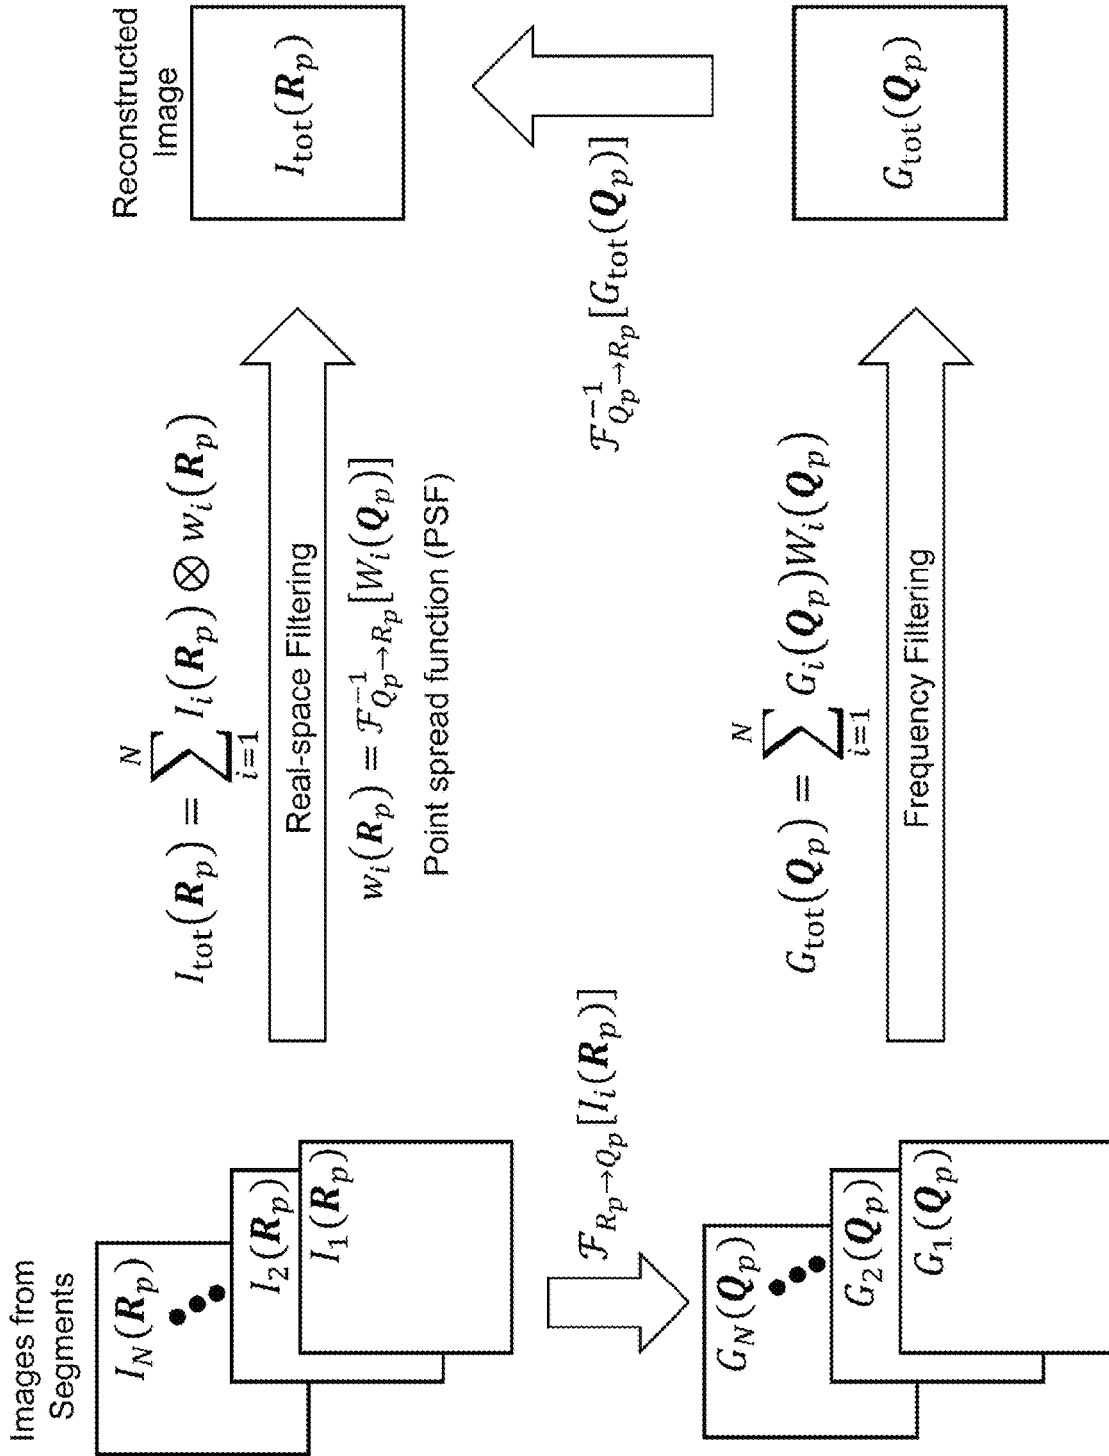 Images from
Segments
I_N(R_p)
I_2(R_p)
I_1(R_p)
I_tot(R_p) = ∑_{i=1}^{N} I_i(R_p) ⊗ w_i(R_p)
Real-space Filtering
w_i(R_p) = ℱ^{-1}_{Q_p→R_p}[W_i(Q_p)]
Point spread function (PSF)
Reconstructed
Image
I_tot(R_p)
ℱ_{R_p→Q_p}[I_i(R_p)]
ℱ^{-1}_{Q_p→R_p}[G_tot(Q_p)]
G_N(Q_p)
G_2(Q_p)
G_1(Q_p)
G_tot(Q_p) = ∑_{i=1}^{N} G_i(Q_p)W_i(Q_p)
Frequency Filtering
G_tot(Q_p)